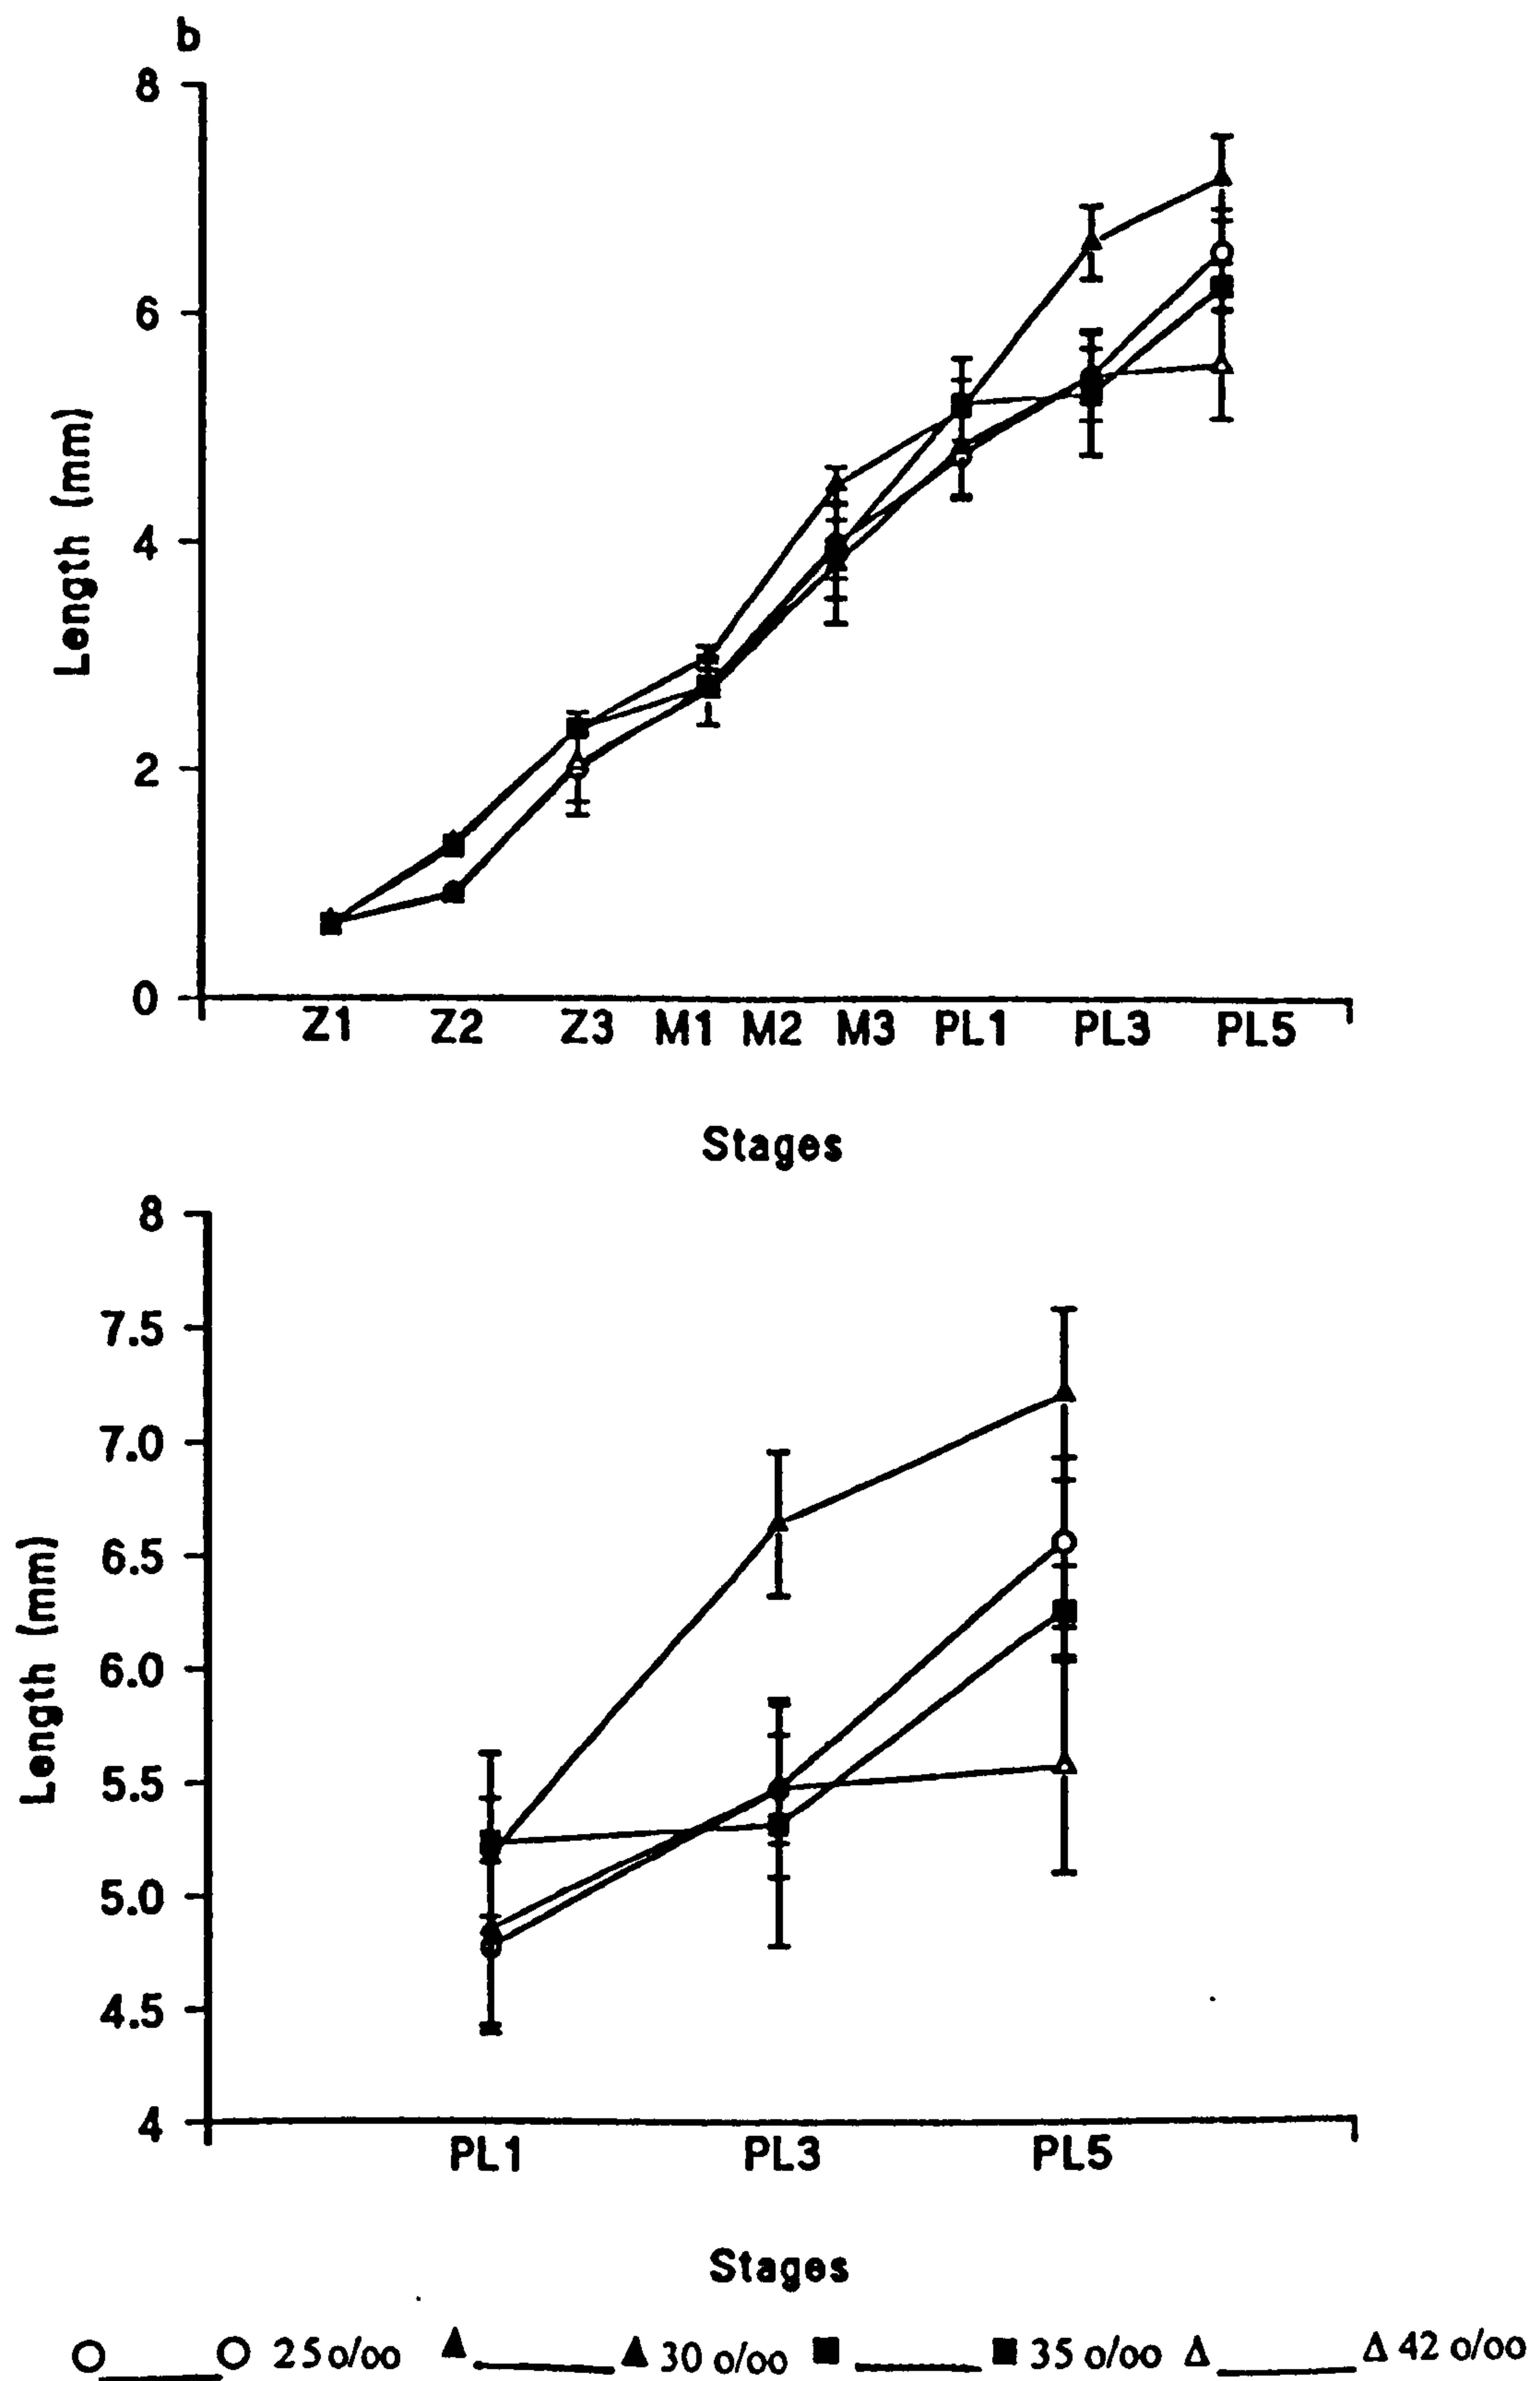 b
8
6
4
2
0
Length (mm)
Z1 Z2 Z3 M1 M2 M3 PL1 PL3 PL5
Stages
8
7.5
7.0
6.5
6.0
5.5
5.0
4.5
4
Length (mm)
PL1 PL3 PL5
Stages
25 o/oo 30 o/oo 35 o/oo 42 o/oo